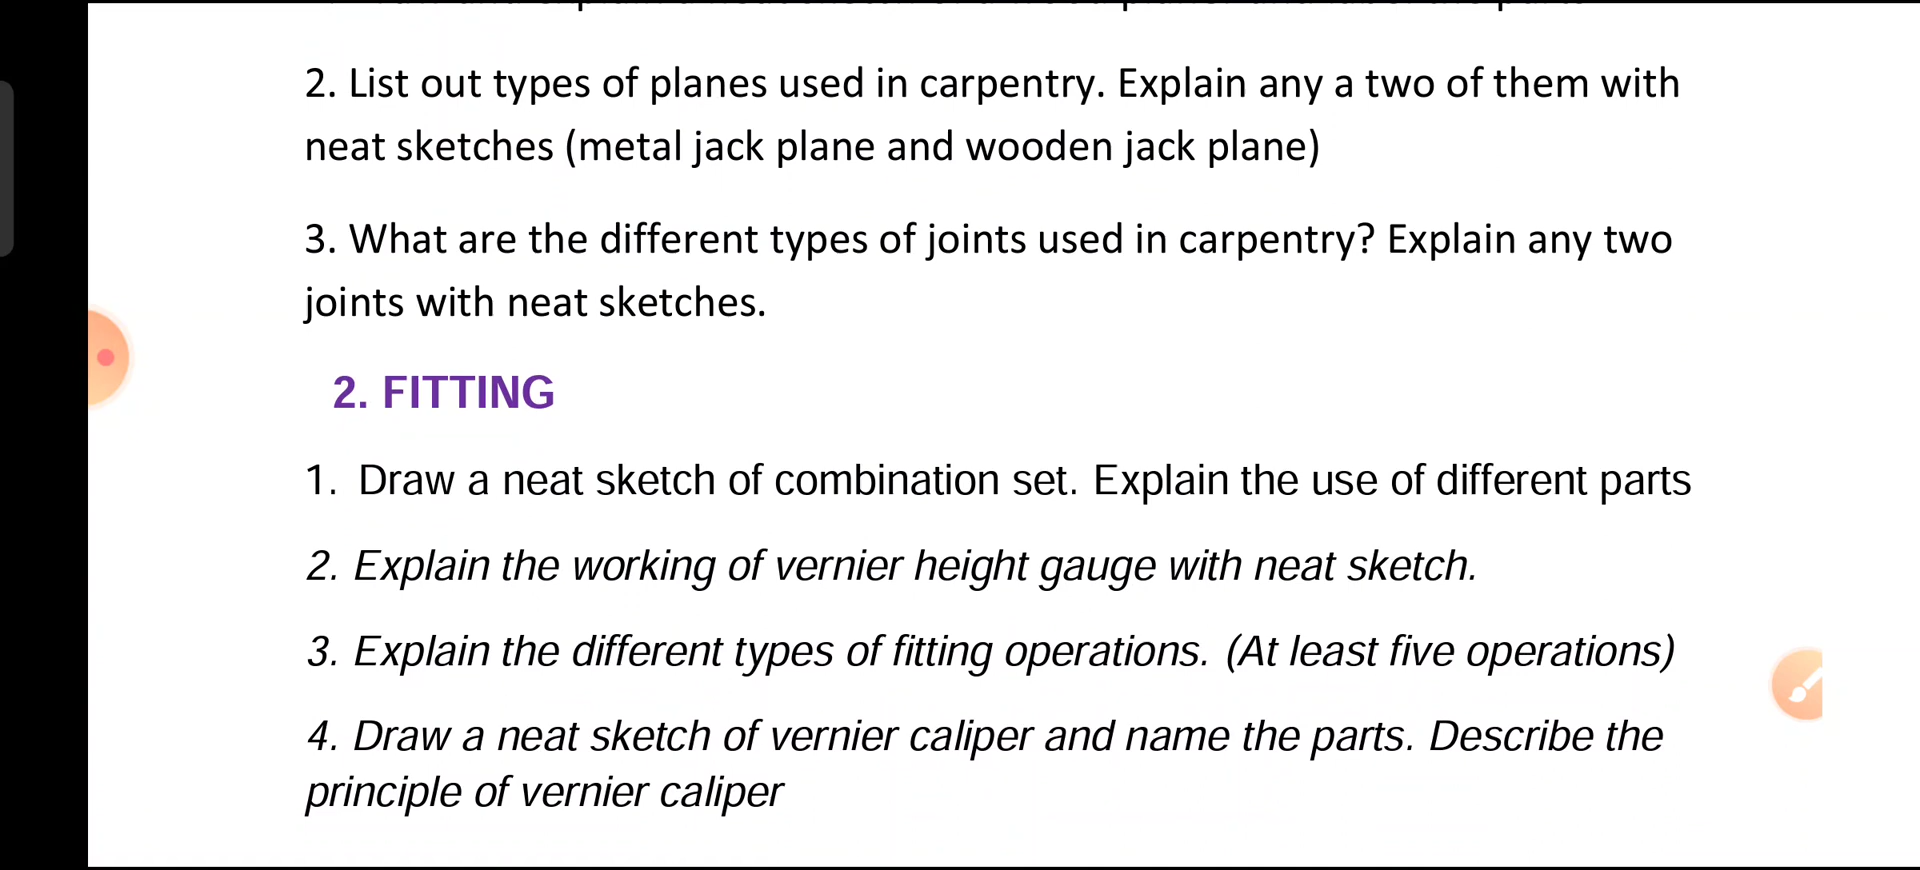 2. List out types of planes used in carpentry. Explain any a two of them with
neat sketches (metal jack plane and wooden jack plane)
3. What are the different types of joints used in carpentry? Explain any two
joints with neat sketches.
2. FITTING
1. Draw a neat sketch of combination set. Explain the use of different parts
2. Explain the working of vernier height gauge with neat sketch.
3. Explain the different types of fitting operations. (At least five operations)
4. Draw a neat sketch of vernier caliper and name the parts. Describe the
principle of vernier caliper